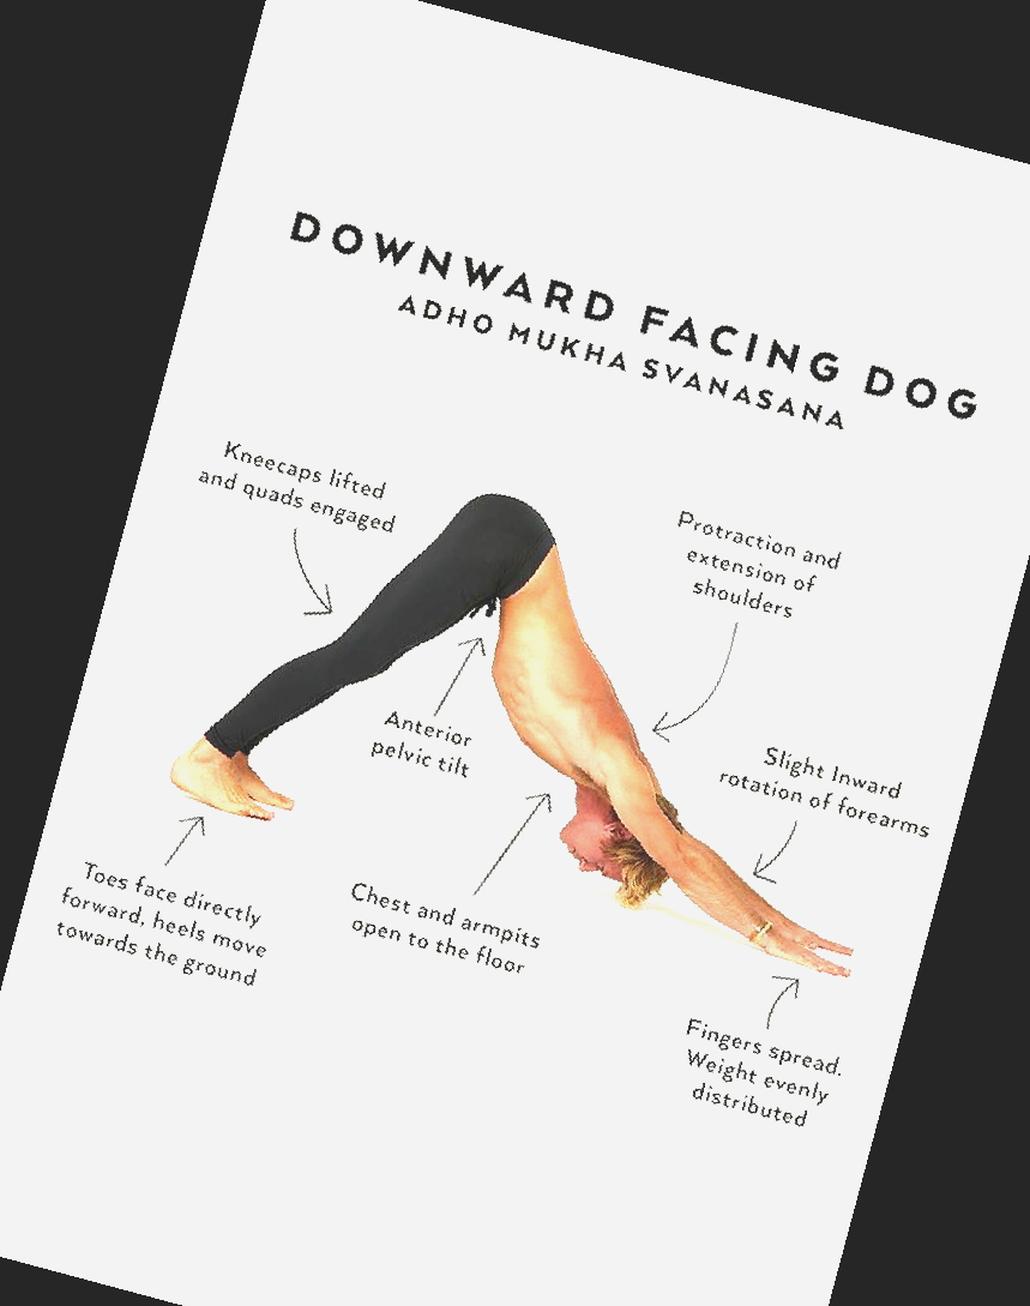 DOWNWARD FACING DOG
ADHO MUKHA SVANASANA
Kneecaps lifted
and quads engaged
Protraction and
extension of
shoulders
Anterior
pelvic tilt
Slight Inward
rotation of forearms
Toes face directly
forward, heels move
towards the ground
Chest and armpits
open to the floor
Fingers spread.
Weight evenly
distributed